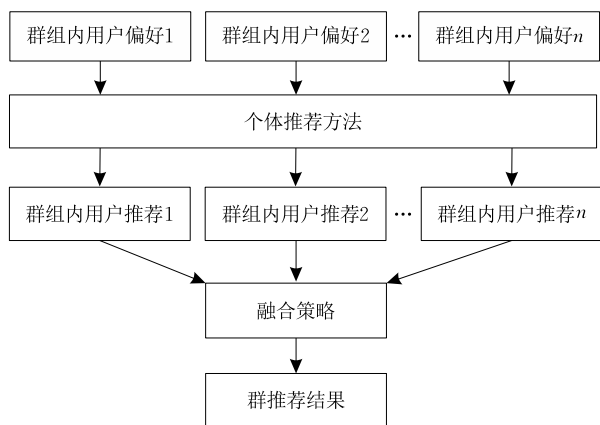 群组内用户偏好1 群组内用户偏好2 … 群组内用户偏好n
个体推荐方法
群组内用户推荐1 群组内用户推荐2 … 群组内用户推荐n
融合策略
群推荐结果